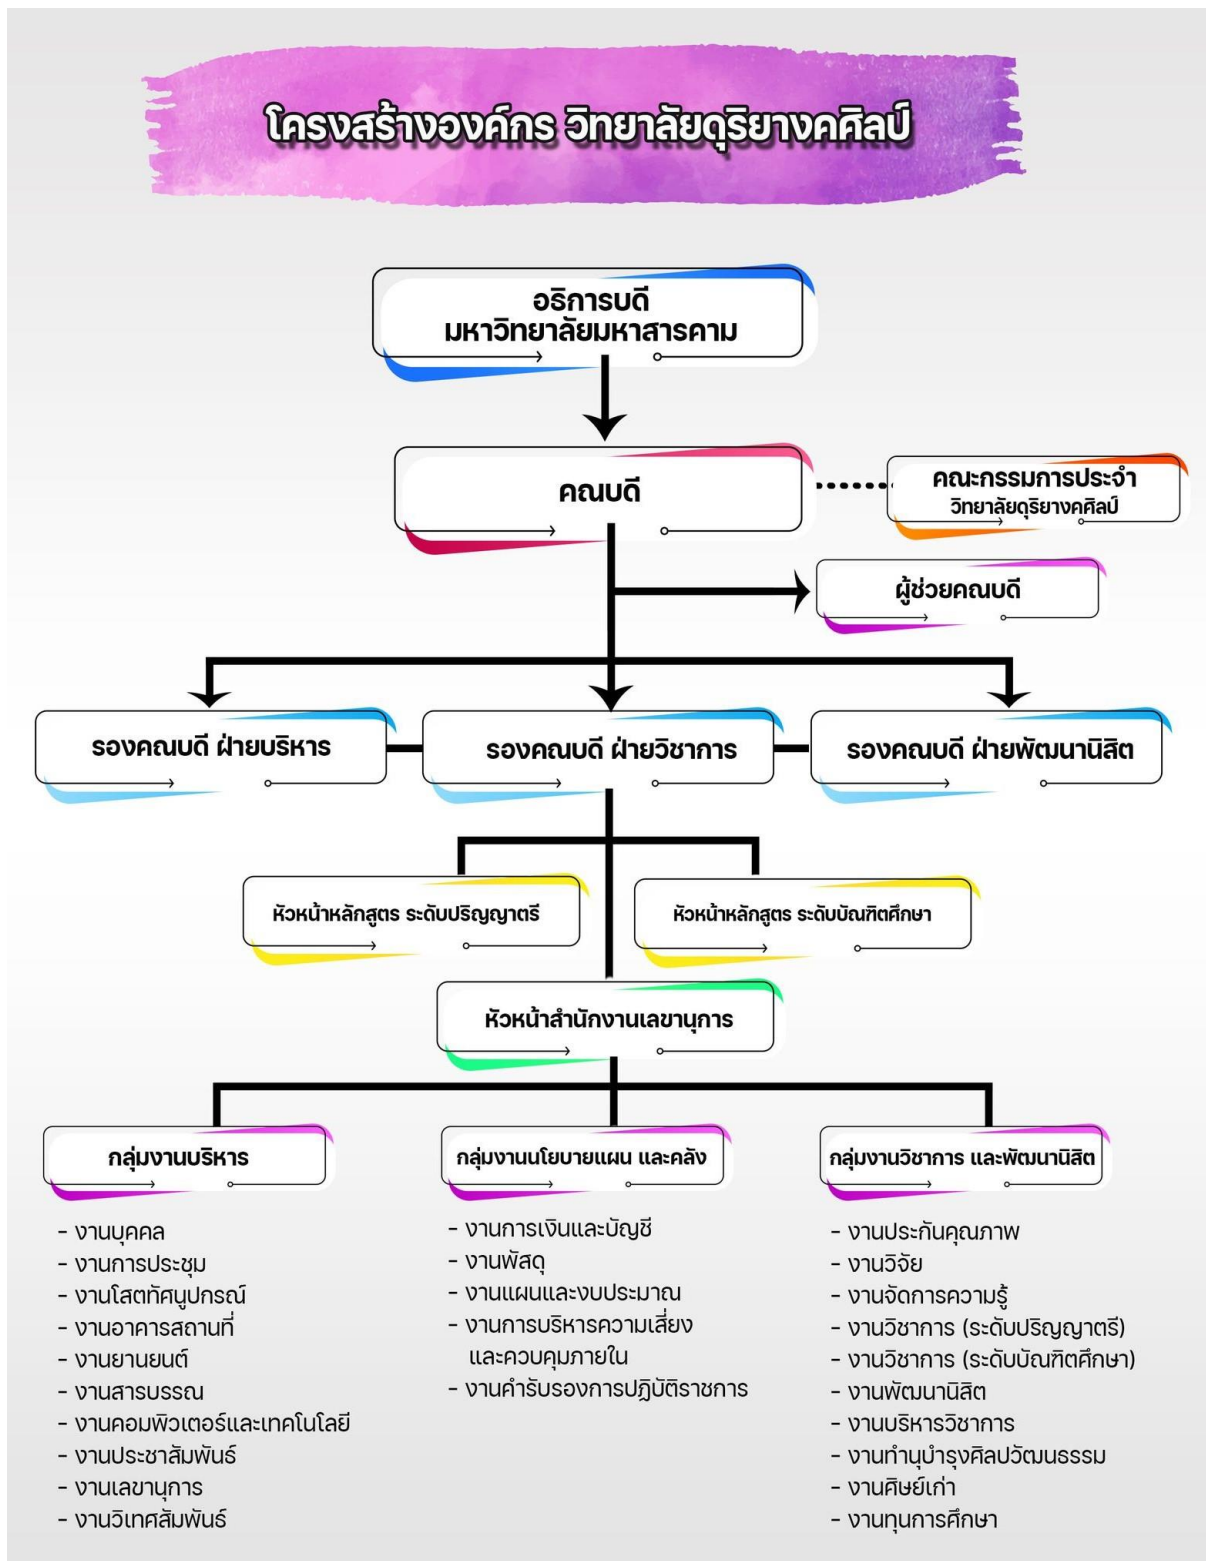 โครงสร้างองค์กร วิทยาลัยดุริยางคศิลป์
อธิการบดี
มหาวิทยาลัยมหาสารคาม
คณบดี
คณะกรรมการประจำ
วิทยาลัยดุริยางคศิลป์
ผู้ช่วยคณบดี
รองคณบดี ฝ่ายบริหาร
รองคณบดี ฝ่ายวิชาการ
รองคณบดี ฝ่ายพัฒนานิสิต
หัวหน้าหลักสูตร ระดับปริญญาตรี
หัวหน้าหลักสูตร ระดับบัณฑิตศึกษา
หัวหน้าสำนักงานเลขานุการ
กลุ่มงานบริหาร
- งานบุคคล
- งานการประชุม
- งานโสตทัศนูปกรณ์
- งานอาคารสถานที่
- งานยานยนต์
- งานสารบรรณ
- งานคอมพิวเตอร์และเทคโนโลยี
- งานประชาสัมพันธ์
- งานเลขานุการ
- งานวิเทศสัมพันธ์
กลุ่มงานนโยบายแผน และคลัง
- งานการเงินและบัญชี
- งานพัสดุ
- งานแผนและงบประมาณ
- งานการบริหารความเสี่ยง
และควบคุมภายใน
- งานคำรับรองการปฏิบัติราชการ
กลุ่มงานวิชาการ และพัฒนานิสิต
- งานประกันคุณภาพ
- งานวิจัย
- งานจัดการความรู้
- งานวิชาการ (ระดับปริญญาตรี)
- งานวิชาการ (ระดับบัณฑิตศึกษา)
- งานพัฒนานิสิต
- งานบริหารวิชาการ
- งานทำนุบำรุงศิลปวัฒนธรรม
- งานศิษย์เก่า
- งานทุนการศึกษา